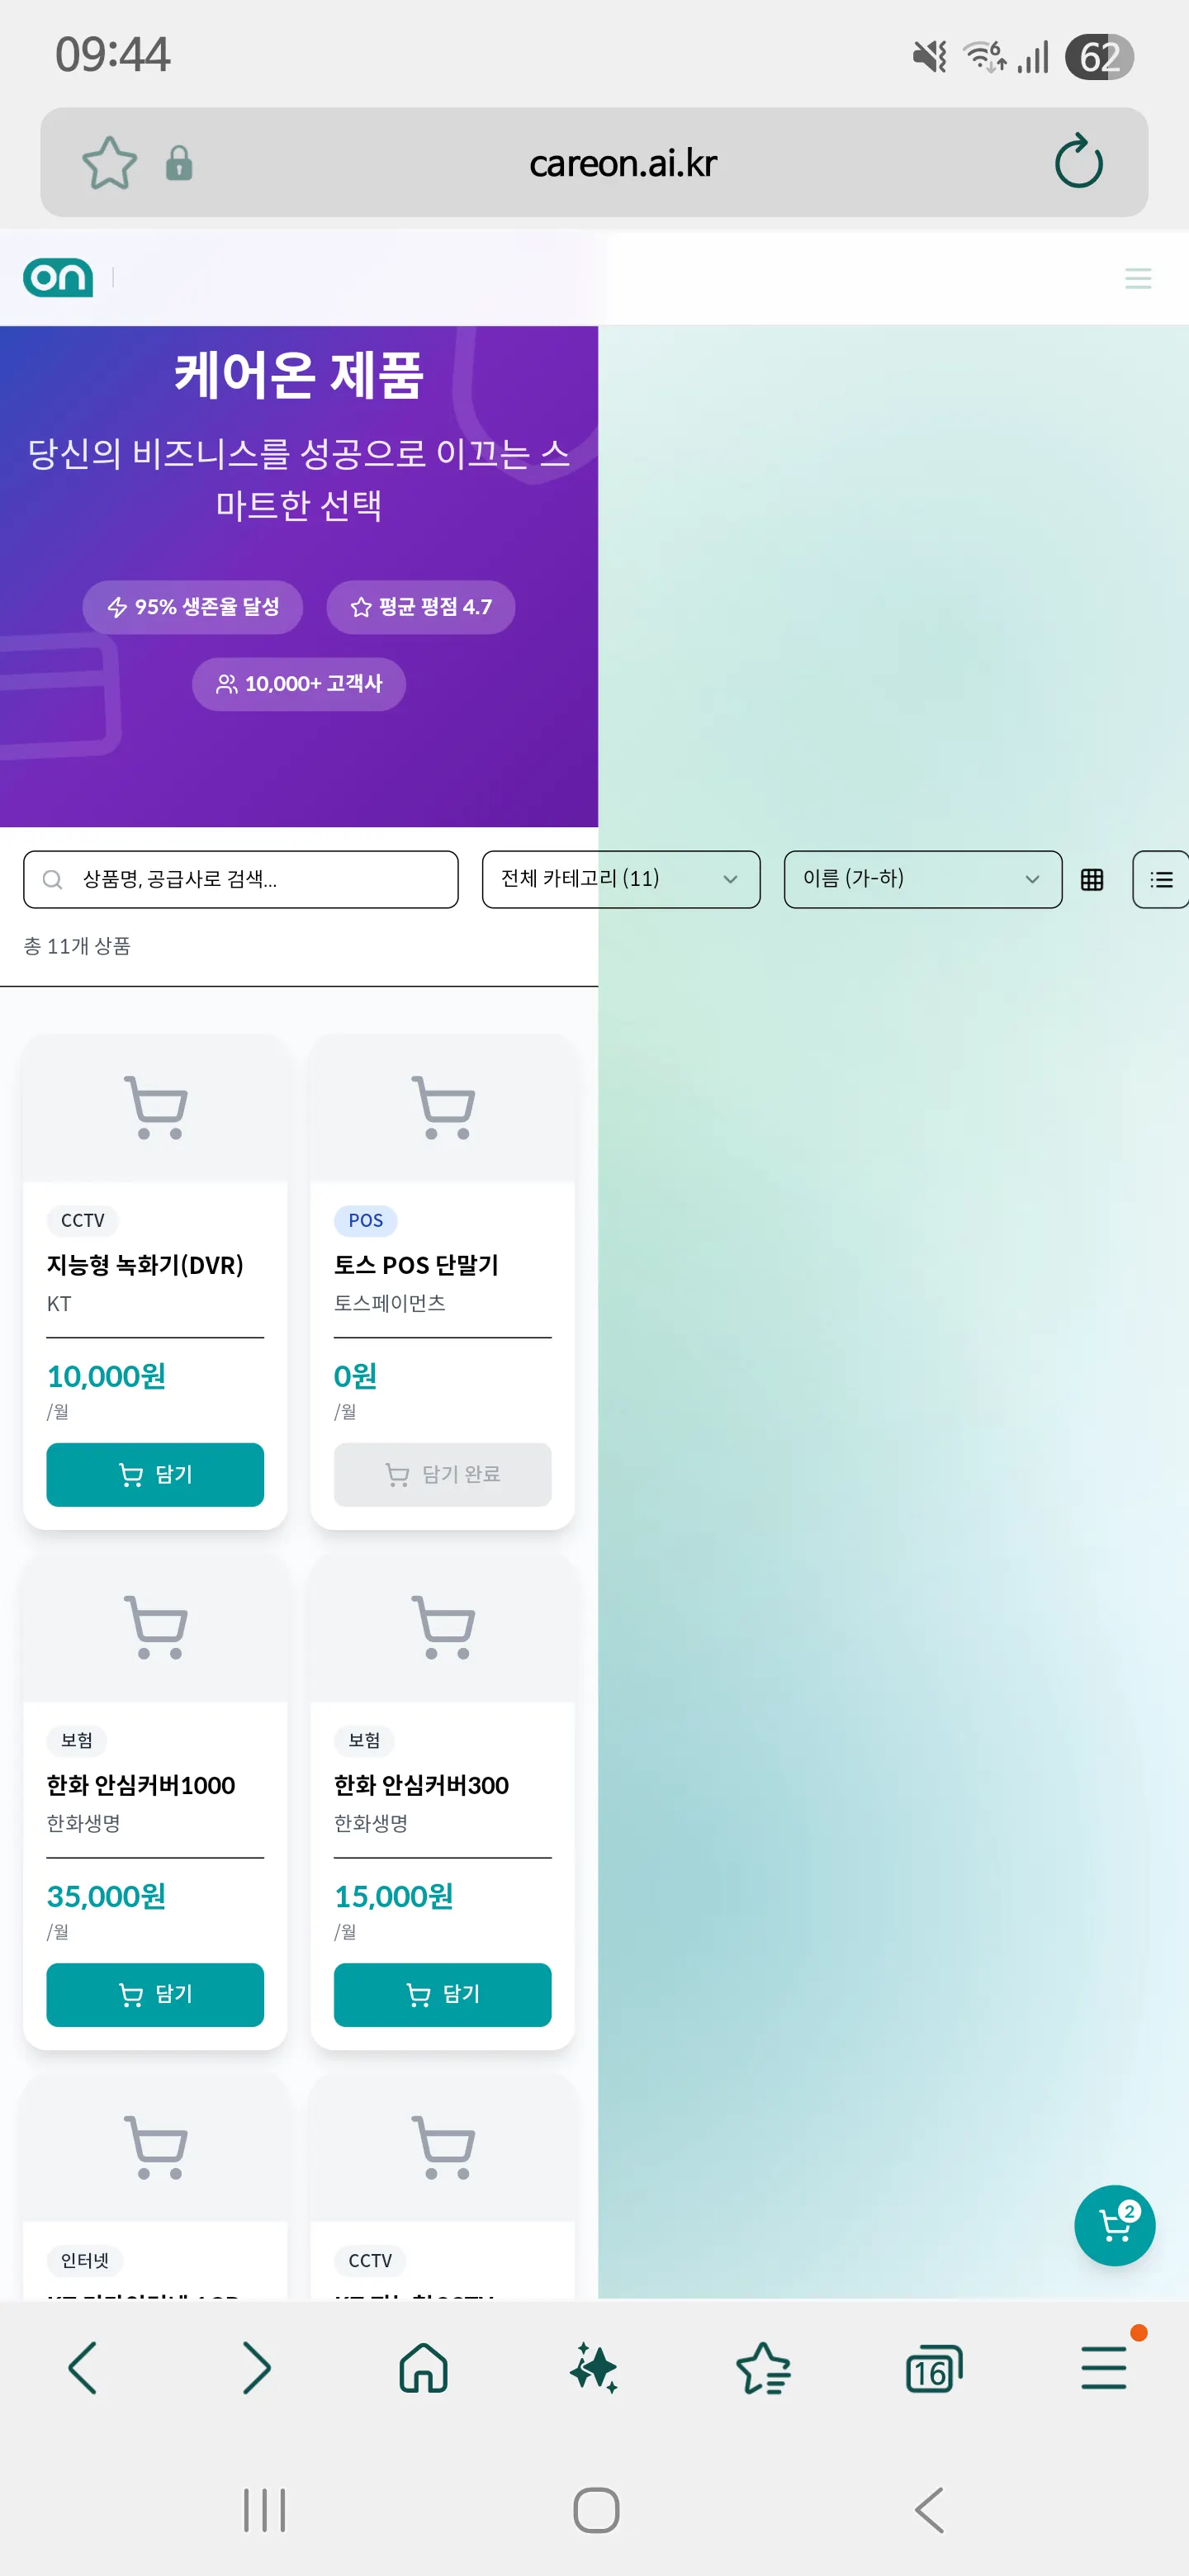 09:44
6
62
careon.ai.kr
on
케어온 제품
당신의 비즈니스를 성공으로 이끄는 스
마트한 선택
95% 생존율 달성
평균 평점 4.7
10,000+ 고객사
상품명, 공급사로 검색...
전체 카테고리 (11)
이름 (가-하)
총 11개 상품
CCTV
지능형 녹화기(DVR)
KT
10,000원
/월
담기
POS
토스 POS 단말기
토스페이먼츠
0원
/월
담기 완료
보험
한화 안심커버1000
한화생명
35,000원
/월
담기
보험
한화 안심커버300
한화생명
15,000원
/월
담기
2
인터넷
CCTV
16